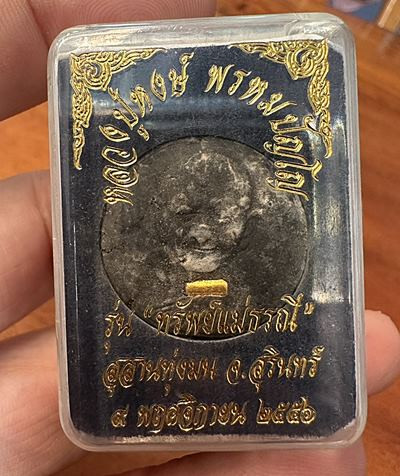 หลวงปู่หงษ์ พรหมปัญโญ
รุ่น "ทรัพย์แม่ธรณี"
สุสานทุ่งมน จ.สุรินทร์
๙ พฤศจิกายน ๒๕๕๖